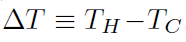 ΔT ≡ T_H − T_C